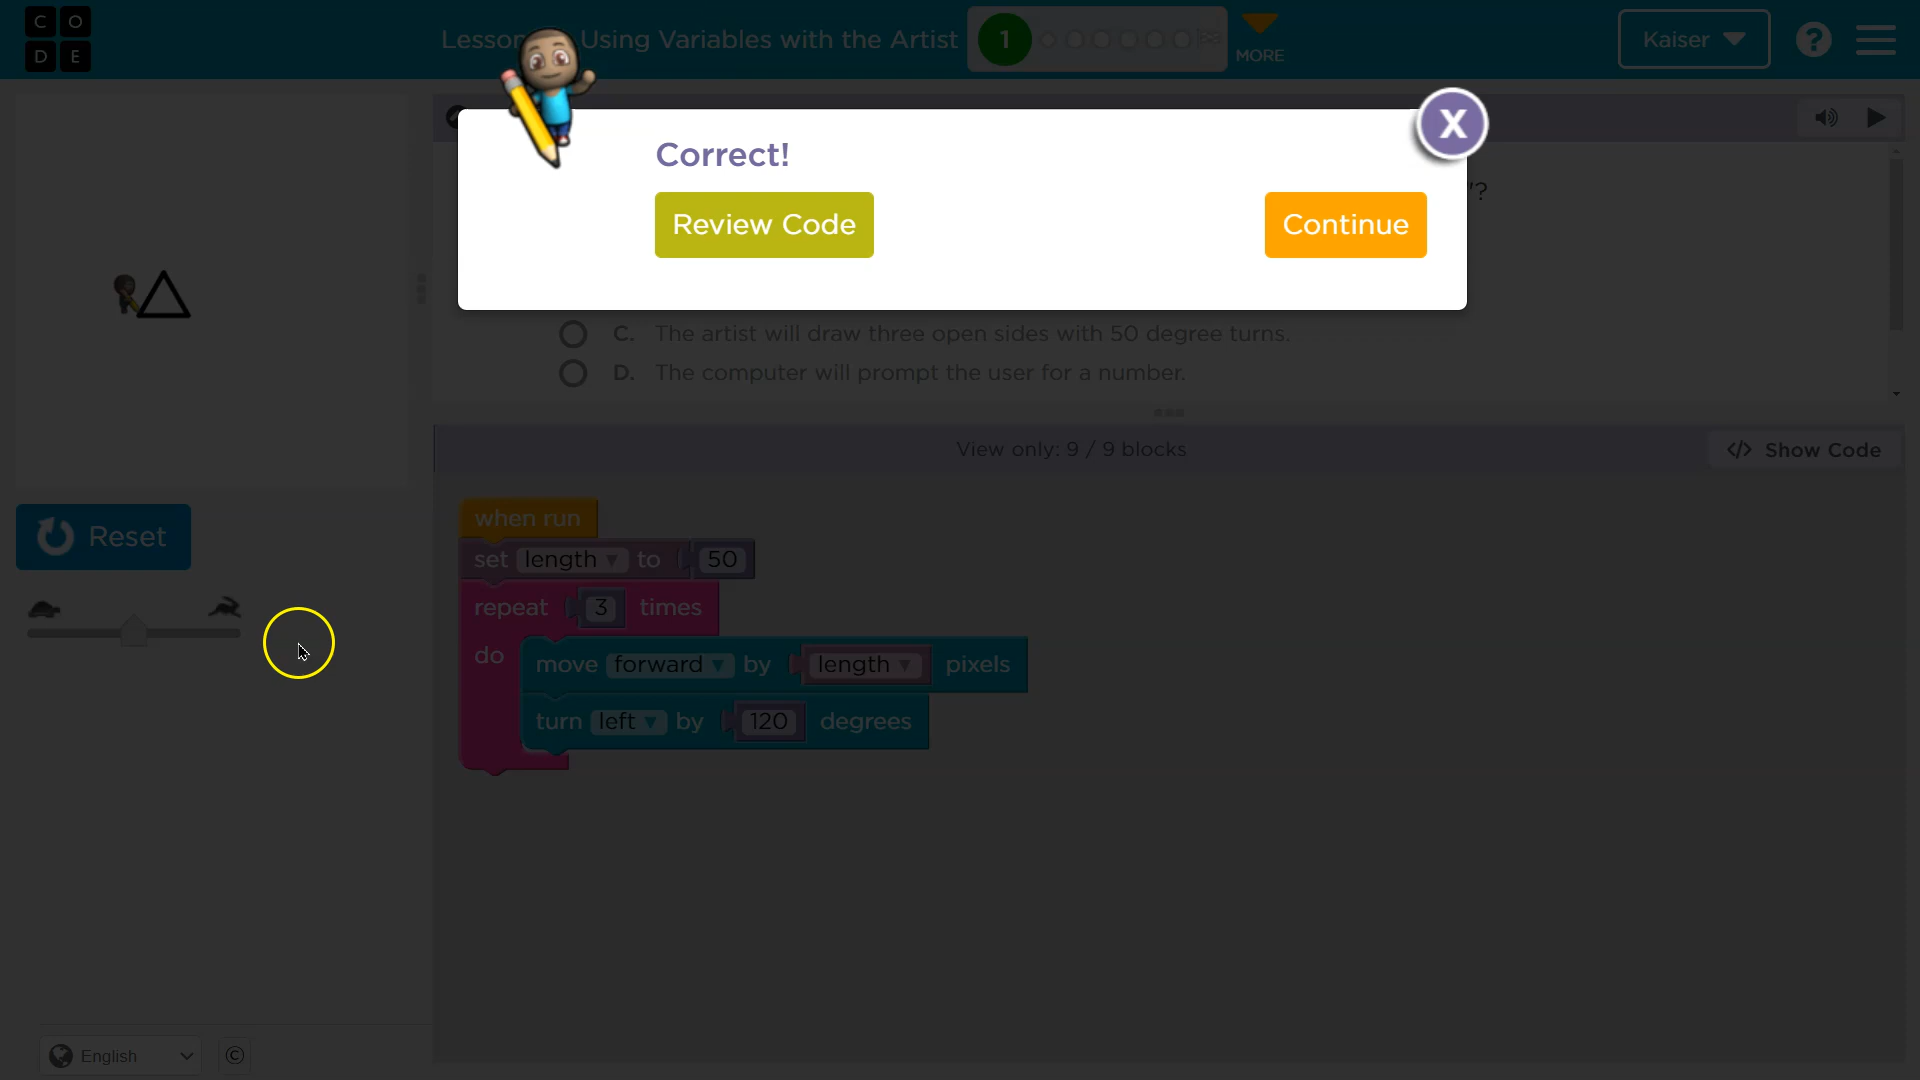 C O
D E
Lesson Using Variables with the Artist
1
MORE
Kaiser
?
X
Correct!
Review Code
Continue
'?
C. The artist will draw three open sides with 50 degree turns.
D. The computer will prompt the user for a number.
View only: 9 / 9 blocks
</> Show Code
Reset
when run
set length ▼ to 50
repeat 3 times
do
move forward ▼ by length ▼ pixels
turn left ▼ by 120 degrees
English
©